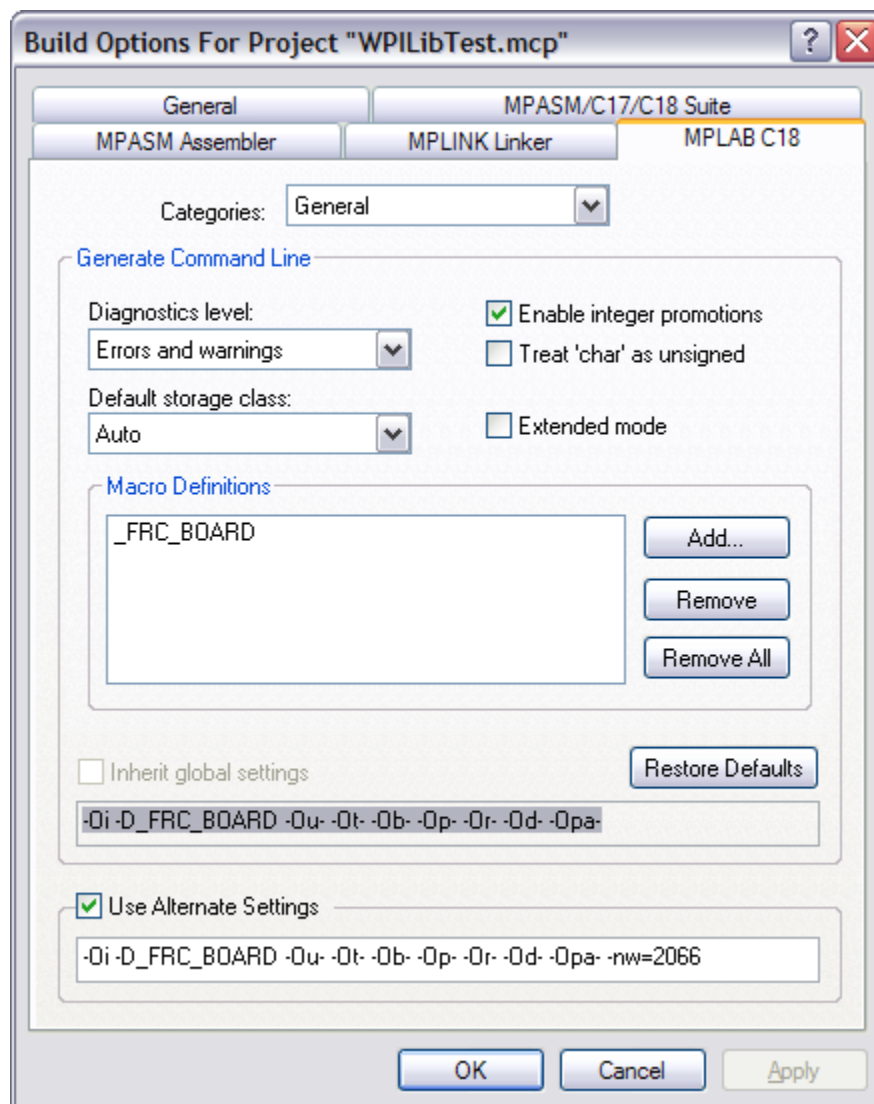 Build Options For Project "WPILibTest.mcp"
General
MPASM/C17/C18 Suite
MPASM Assembler
MPLINK Linker
MPLAB C18
Categories:
General
Generate Command Line
Diagnostics level:
Errors and warnings
Enable integer promotions
Treat 'char' as unsigned
Default storage class:
Auto
Extended mode
Macro Definitions
_FRC_BOARD
Add...
Remove
Remove All
Inherit global settings
Restore Defaults
-Oi -D_FRC_BOARD -Ou- -Ot- -Ob- -Op- -Or- -Od- -Opa-
Use Alternate Settings
-Oi -D_FRC_BOARD -Ou- -Ot- -Ob- -Op- -Or- -Od- -Opa- -nw=2066
OK
Cancel
Apply